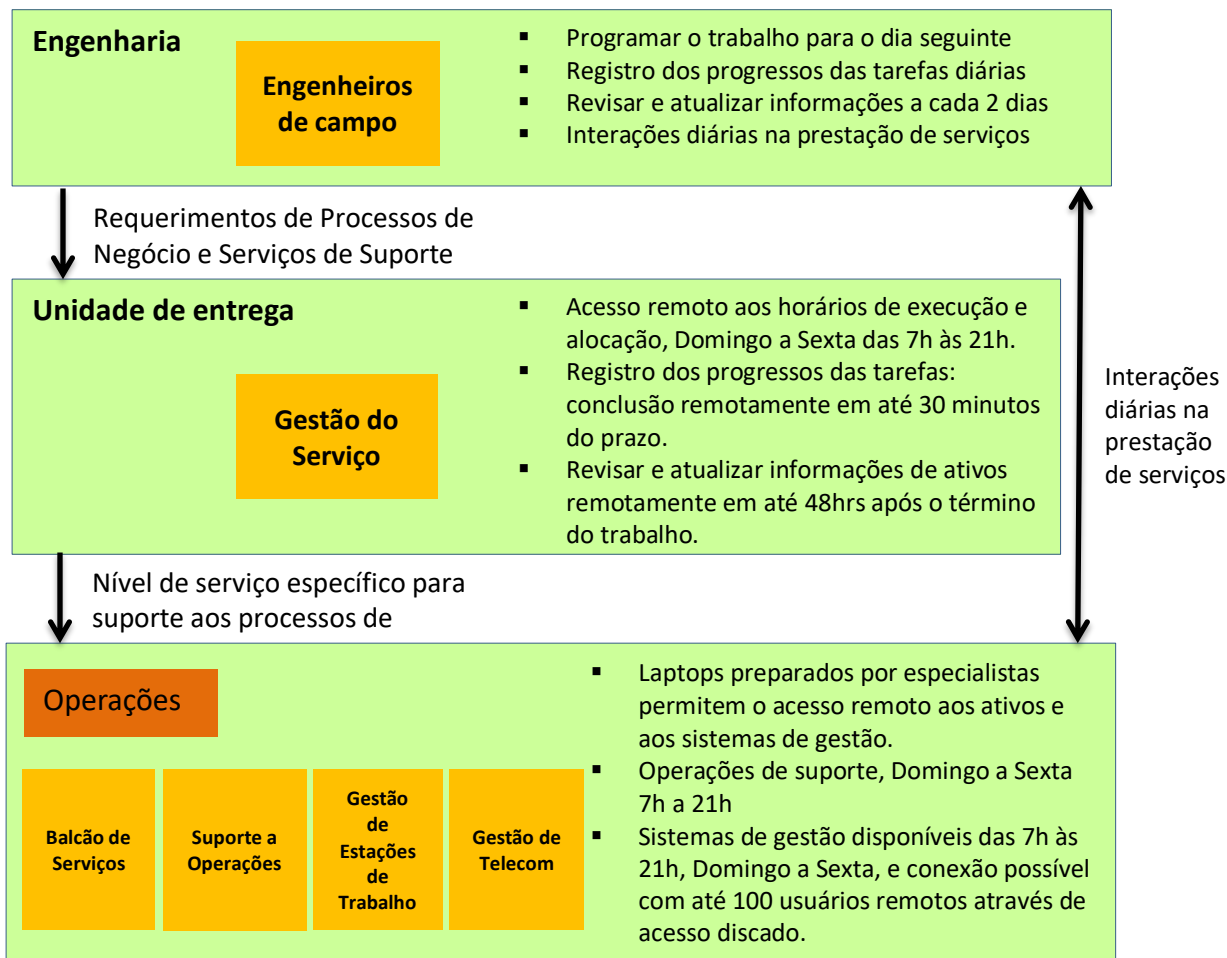 Engenharia
Engenheiros
de campo
▪ Programar o trabalho para o dia seguinte
▪ Registro dos progressos das tarefas diárias
▪ Revisar e atualizar informações a cada 2 dias
▪ Interações diárias na prestação de serviços
Requerimentos de Processos de
Negócio e Serviços de Suporte
Unidade de entrega
Gestão do
Serviço
▪ Acesso remoto aos horários de execução e
alocação, Domingo a Sexta das 7h às 21h.
▪ Registro dos progressos das tarefas:
conclusão remotamente em até 30 minutos
do prazo.
▪ Revisar e atualizar informações de ativos
remotamente em até 48hrs após o término
do trabalho.
Interações
diárias na
prestação
de serviços
Nível de serviço específico para
suporte aos processos de
Operações
Balcão de
Serviços
Suporte a
Operações
Gestão
de
Estações
de
Trabalho
Gestão de
Telecom
▪ Laptops preparados por especialistas
permitem o acesso remoto aos ativos e
aos sistemas de gestão.
▪ Operações de suporte, Domingo a Sexta
7h a 21h
▪ Sistemas de gestão disponíveis das 7h às
21h, Domingo a Sexta, e conexão possível
com até 100 usuários remotos através de
acesso discado.